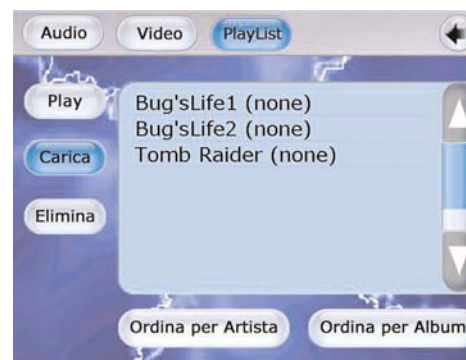 Audio Video PlayList
Play
Bug'sLife1 (none)
Bug'sLife2 (none)
Carica
Tomb Raider (none)
Elimina
Ordina per Artista Ordina per Album